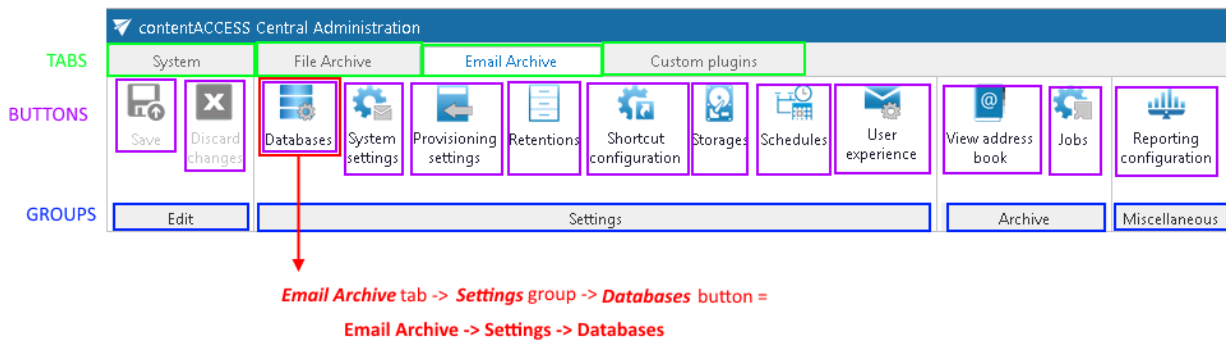 contentACCESS Central Administration
TABS
System
File Archive
Email Archive
Custom plugins
BUTTONS
Save
Discard
changes
Databases
System
settings
Provisioning
settings
Retentions
Shortcut
configuration
Storages
Schedules
User
experience
View address
book
Jobs
Reporting
configuration
GROUPS
Edit
Settings
Archive
Miscellaneous
Email Archive tab -> Settings group -> Databases button =
Email Archive -> Settings -> Databases